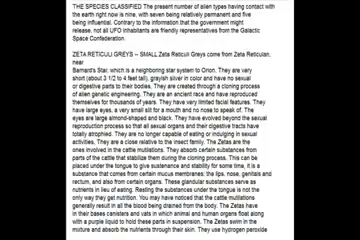 THE SPECIES CLASSIFIED The present number of alien types having contact with
the earth right now is nine, with seven being relatively permanent and five
being influential. Contrary to the information that the government might
release, not all UFO inhabitants are friendly representatives from the Galactic
Space Confederation.
ZETA RETICULI GREYS -- SMALL Zeta Reticuli Greys come from Zeta Reticulan,
near
Barnard's Star, which is a neighboring star system to Orion. They are very
short (about 3 1/2 to 4 feet tall), grayish silver in color and have no sexual
or digestive parts to their bodies. They are created through a cloning process
of alien genetic engineering. They are an ancient race and have reproduced
themselves for thousands of years. They have very limited facial features. They
have large eyes, a very small slit for a mouth and no nose to speak of. The
eyes are large almond-shaped and black. They have evolved beyond the sexual
reproduction process so that all sexual organs and their digestive tracts have
totally atrophied. They are no longer capable of eating or indulging in sexual
activities. They are a close relative to the insect family. The Zetas are the
ones involved in the cattle mutilations. They absorb certain substances from
parts of the cattle that stabilize them during the cloning process. This can be
placed under the tongue to give sustenance and stability for some time, it is a
substance that comes from certain mucus membranes: the lips, nose, genitals and
rectum, and also from certain organs. These glandular substances serve as
nutrients in lieu of eating. Resting the substances under the tongue is not the
only way they get nutrition. You may have noticed that the cattle mutilations
generally result in all the blood being drained from the body. The Zetas have
in their bases canisters and vats in which animal and human organs float along
with a purple liquid to hold these parts in suspension. The Zetas swim in the
mixture and absorb the nutrients through their skin. They use hydrogen peroxide